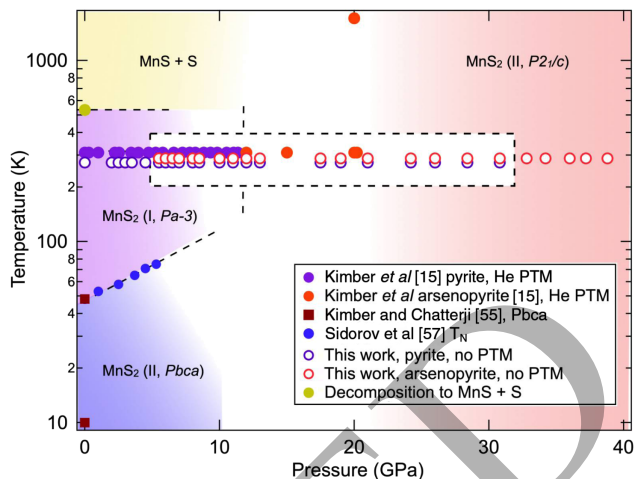 MnS + S
MnS₂ (II, P2₁/c)
1000
8
6
4
2
MnS₂ (I, Pa-3)
100
8
6
4
2
MnS₂ (II, Pbca)
10
Temperature (K)
Kimber et al [15] pyrite, He PTM
Kimber et al arsenopyrite [15], He PTM
Kimber and Chatterji [55], Pbca
Sidorov et al [57] T_N
This work, pyrite, no PTM
This work, arsenopyrite, no PTM
Decomposition to MnS + S
0 10 20 30 40
Pressure (GPa)